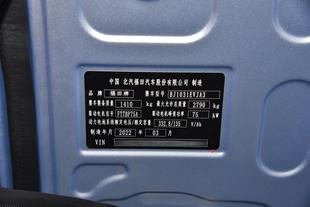 中国 北汽福田汽车股份有限公司 制造
品牌 福田牌 整车型号 BJ1031EVJA3
整车整备质量 1410 kg 最大允许总质量 2790 kg
驱动电机型号 FTTBP75A 驱动电机峰值功率 75 kW
动力电池系统额定电压/额定容量 332.8/135 V/Ah
制造年月 2022 年 03 月
VIN